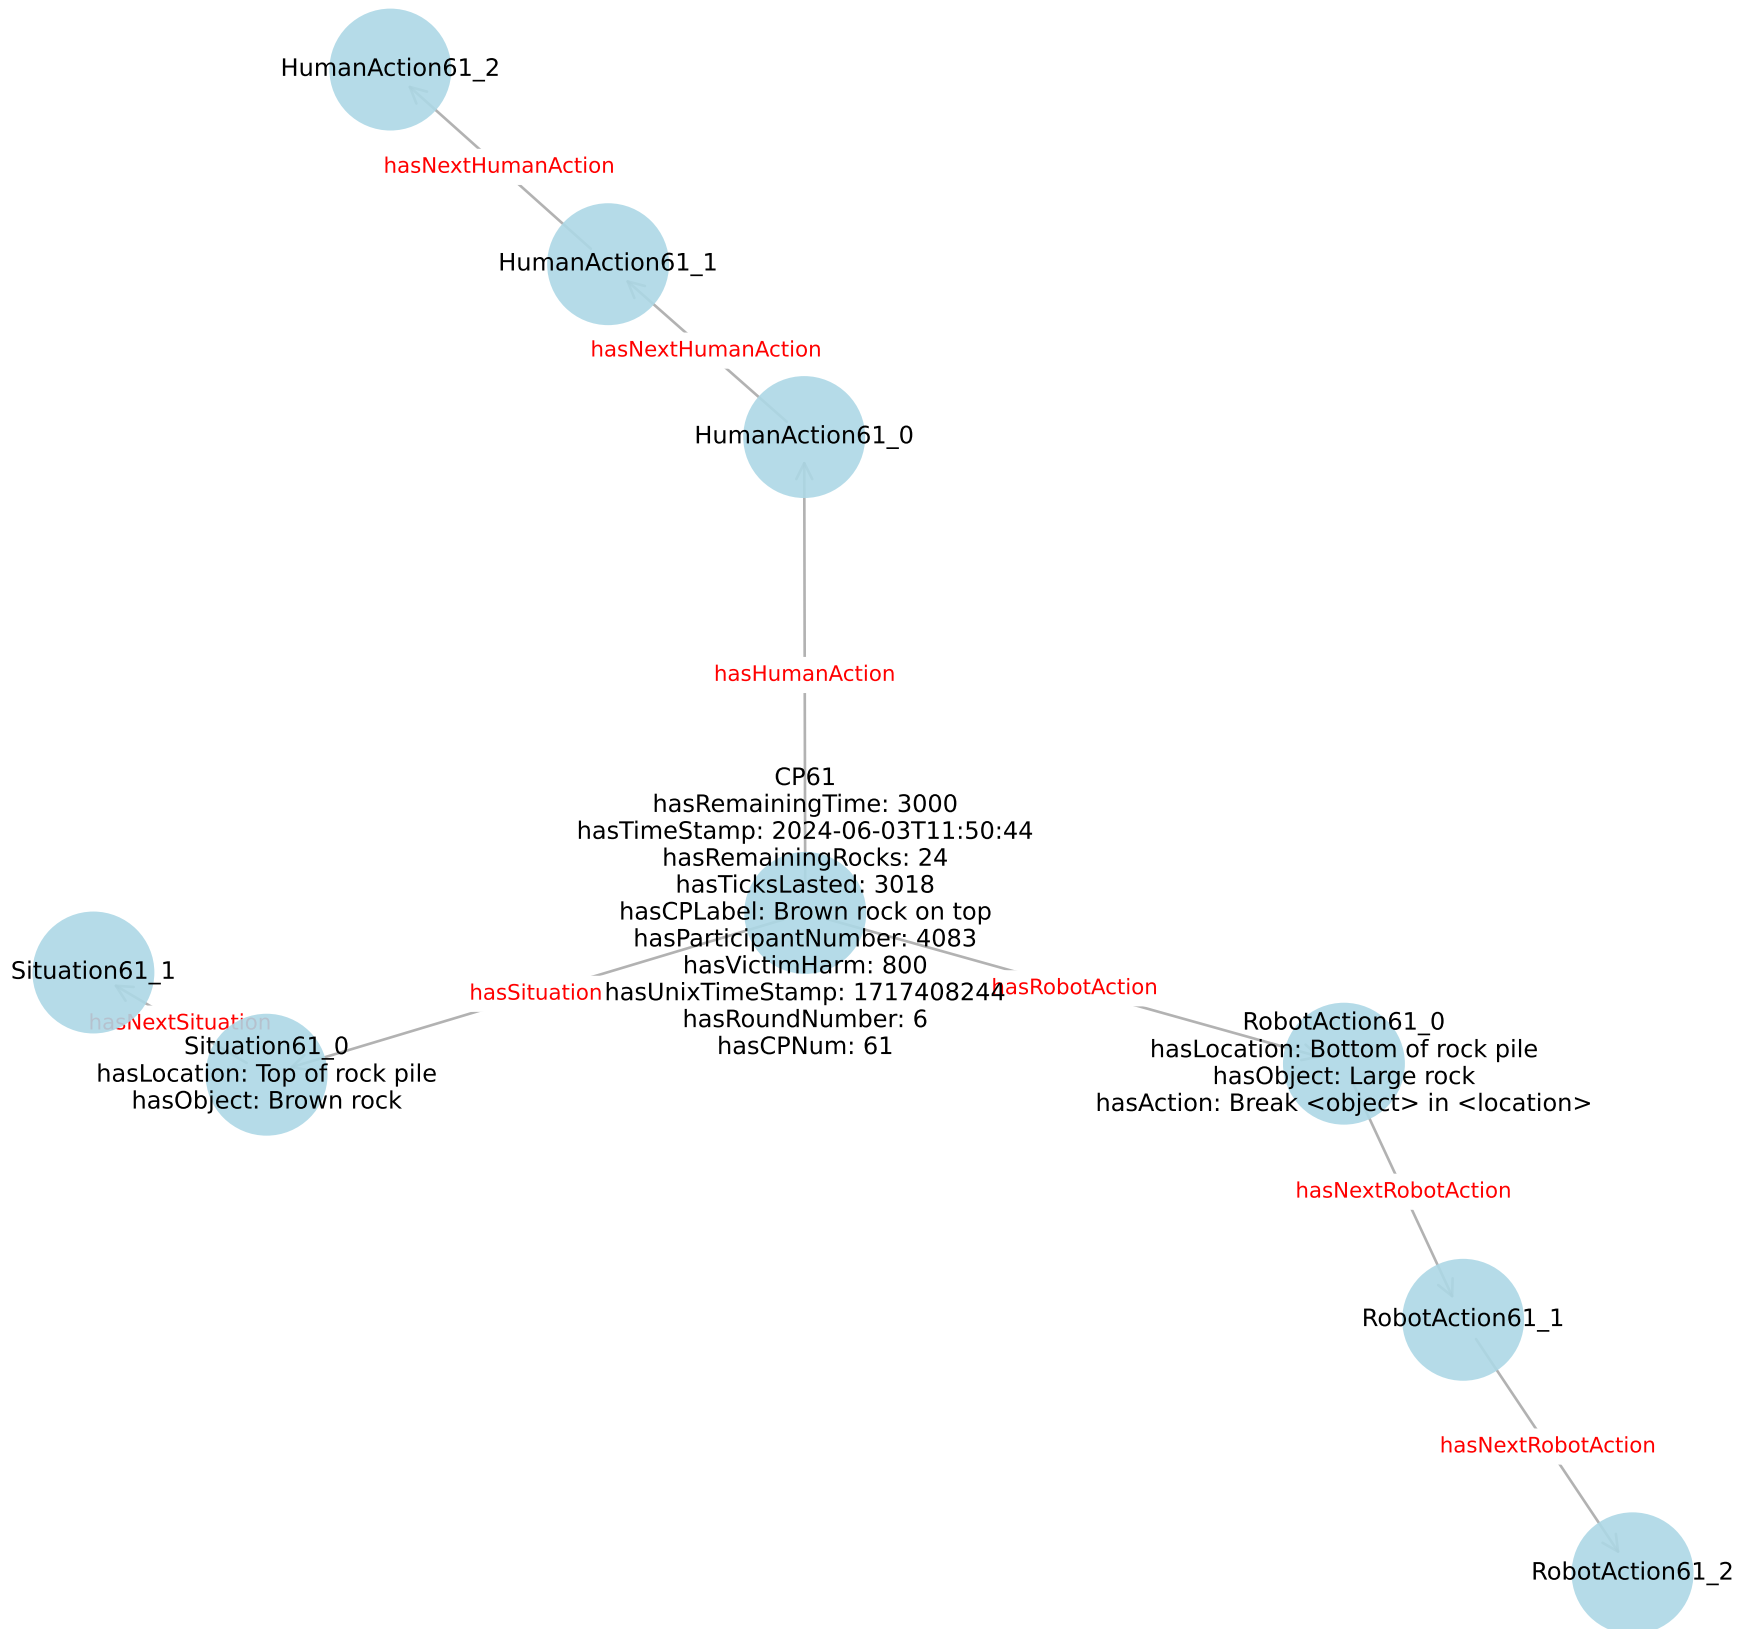 HumanAction61_2
hasNextHumanAction
HumanAction61_1
hasNextHumanAction
HumanAction61_0
hasHumanAction
CP61
hasRemainingTime: 3000
hasTimeStamp: 2024-06-03T11:50:44
hasRemainingRocks: 24
hasTicksLasted: 3018
hasCPLabel: Brown rock on top
hasParticipantNumber: 4083
hasVictimHarm: 800
hasUnixTimeStamp: 1717408244
hasRoundNumber: 6
hasCPNum: 61
hasSituation
hasRobotAction
Situation61_1
hasNextSituation
Situation61_0
hasLocation: Top of rock pile
hasObject: Brown rock
RobotAction61_0
hasLocation: Bottom of rock pile
hasObject: Large rock
hasAction: Break <object> in <location>
hasNextRobotAction
RobotAction61_1
hasNextRobotAction
RobotAction61_2